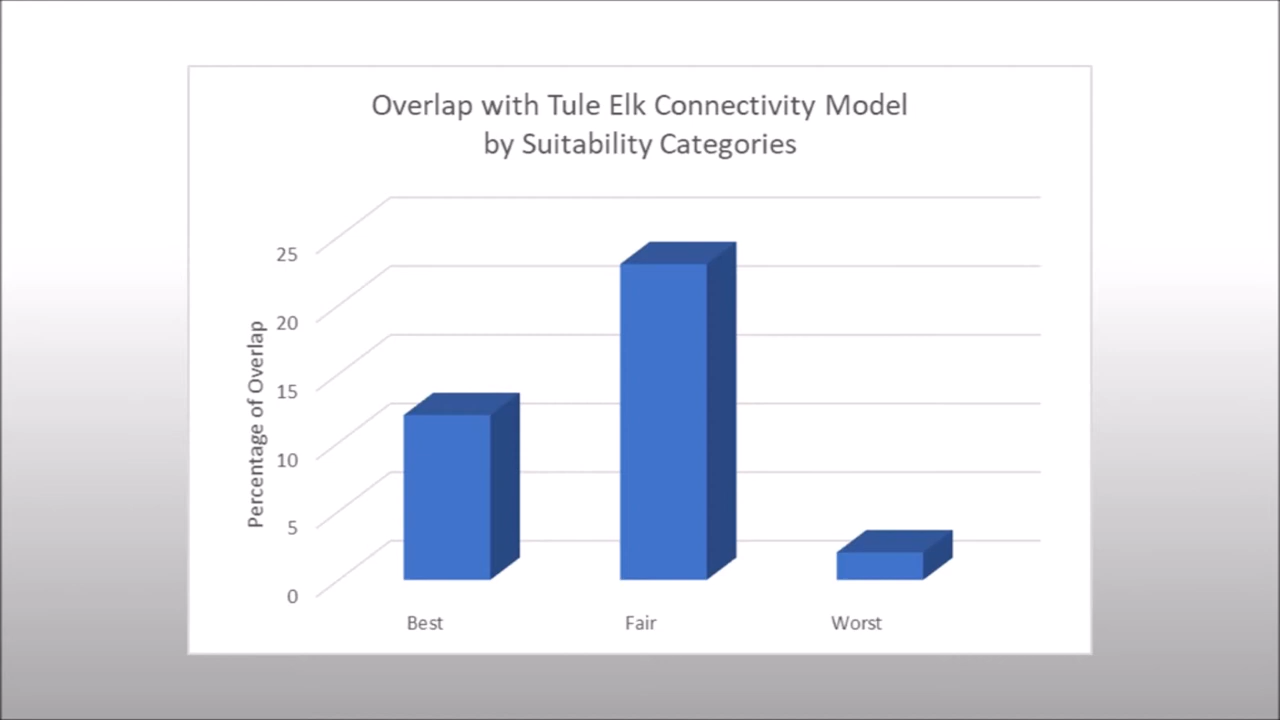 Overlap with Tule Elk Connectivity Model
by Suitability Categories
25
20
15
10
5
0
Percentage of Overlap
Best
Fair
Worst